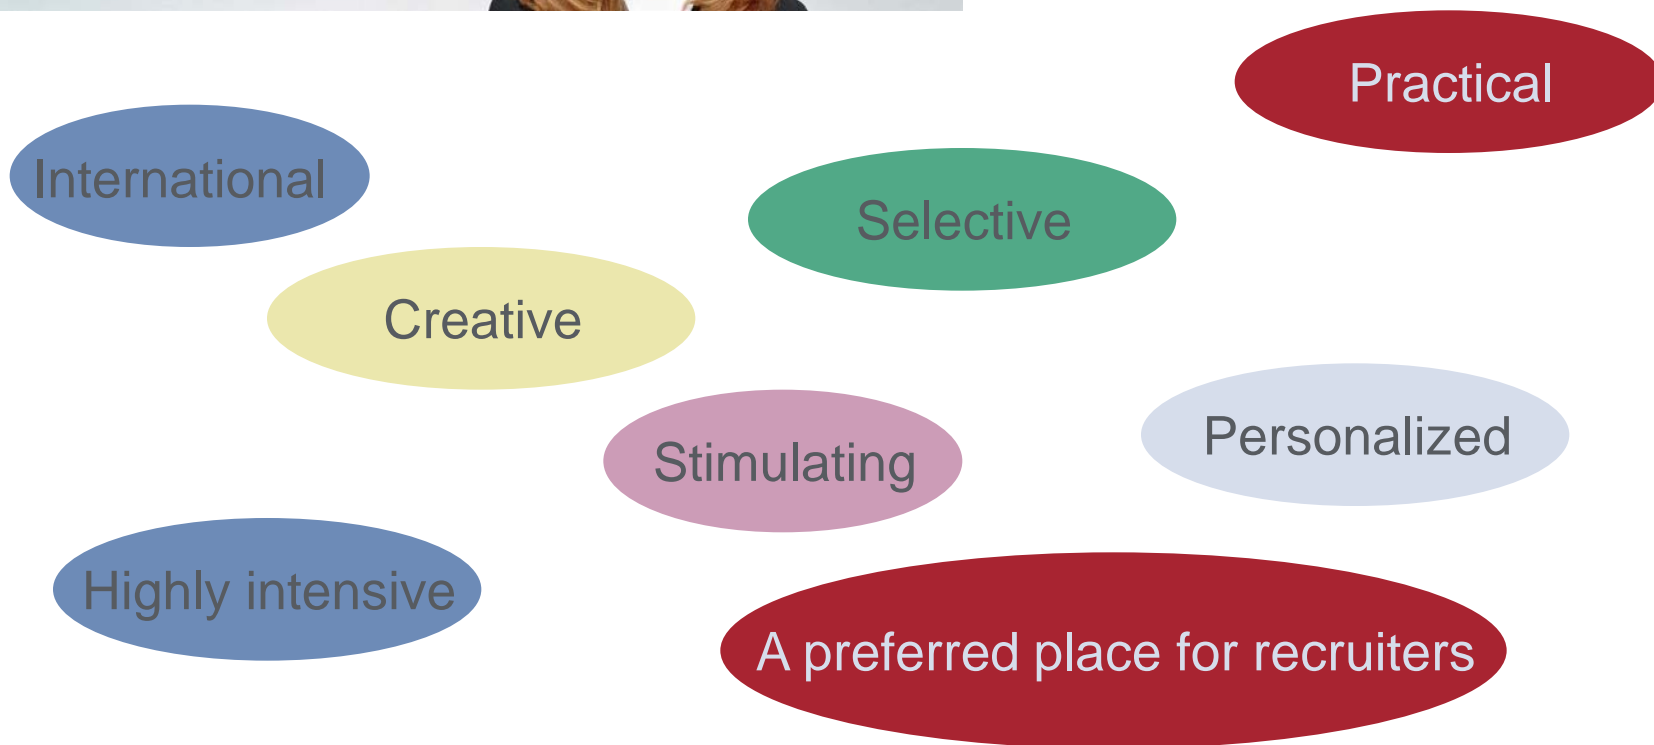 Practical
International
Selective
Creative
Personalized
Stimulating
Highly intensive
A preferred place for recruiters